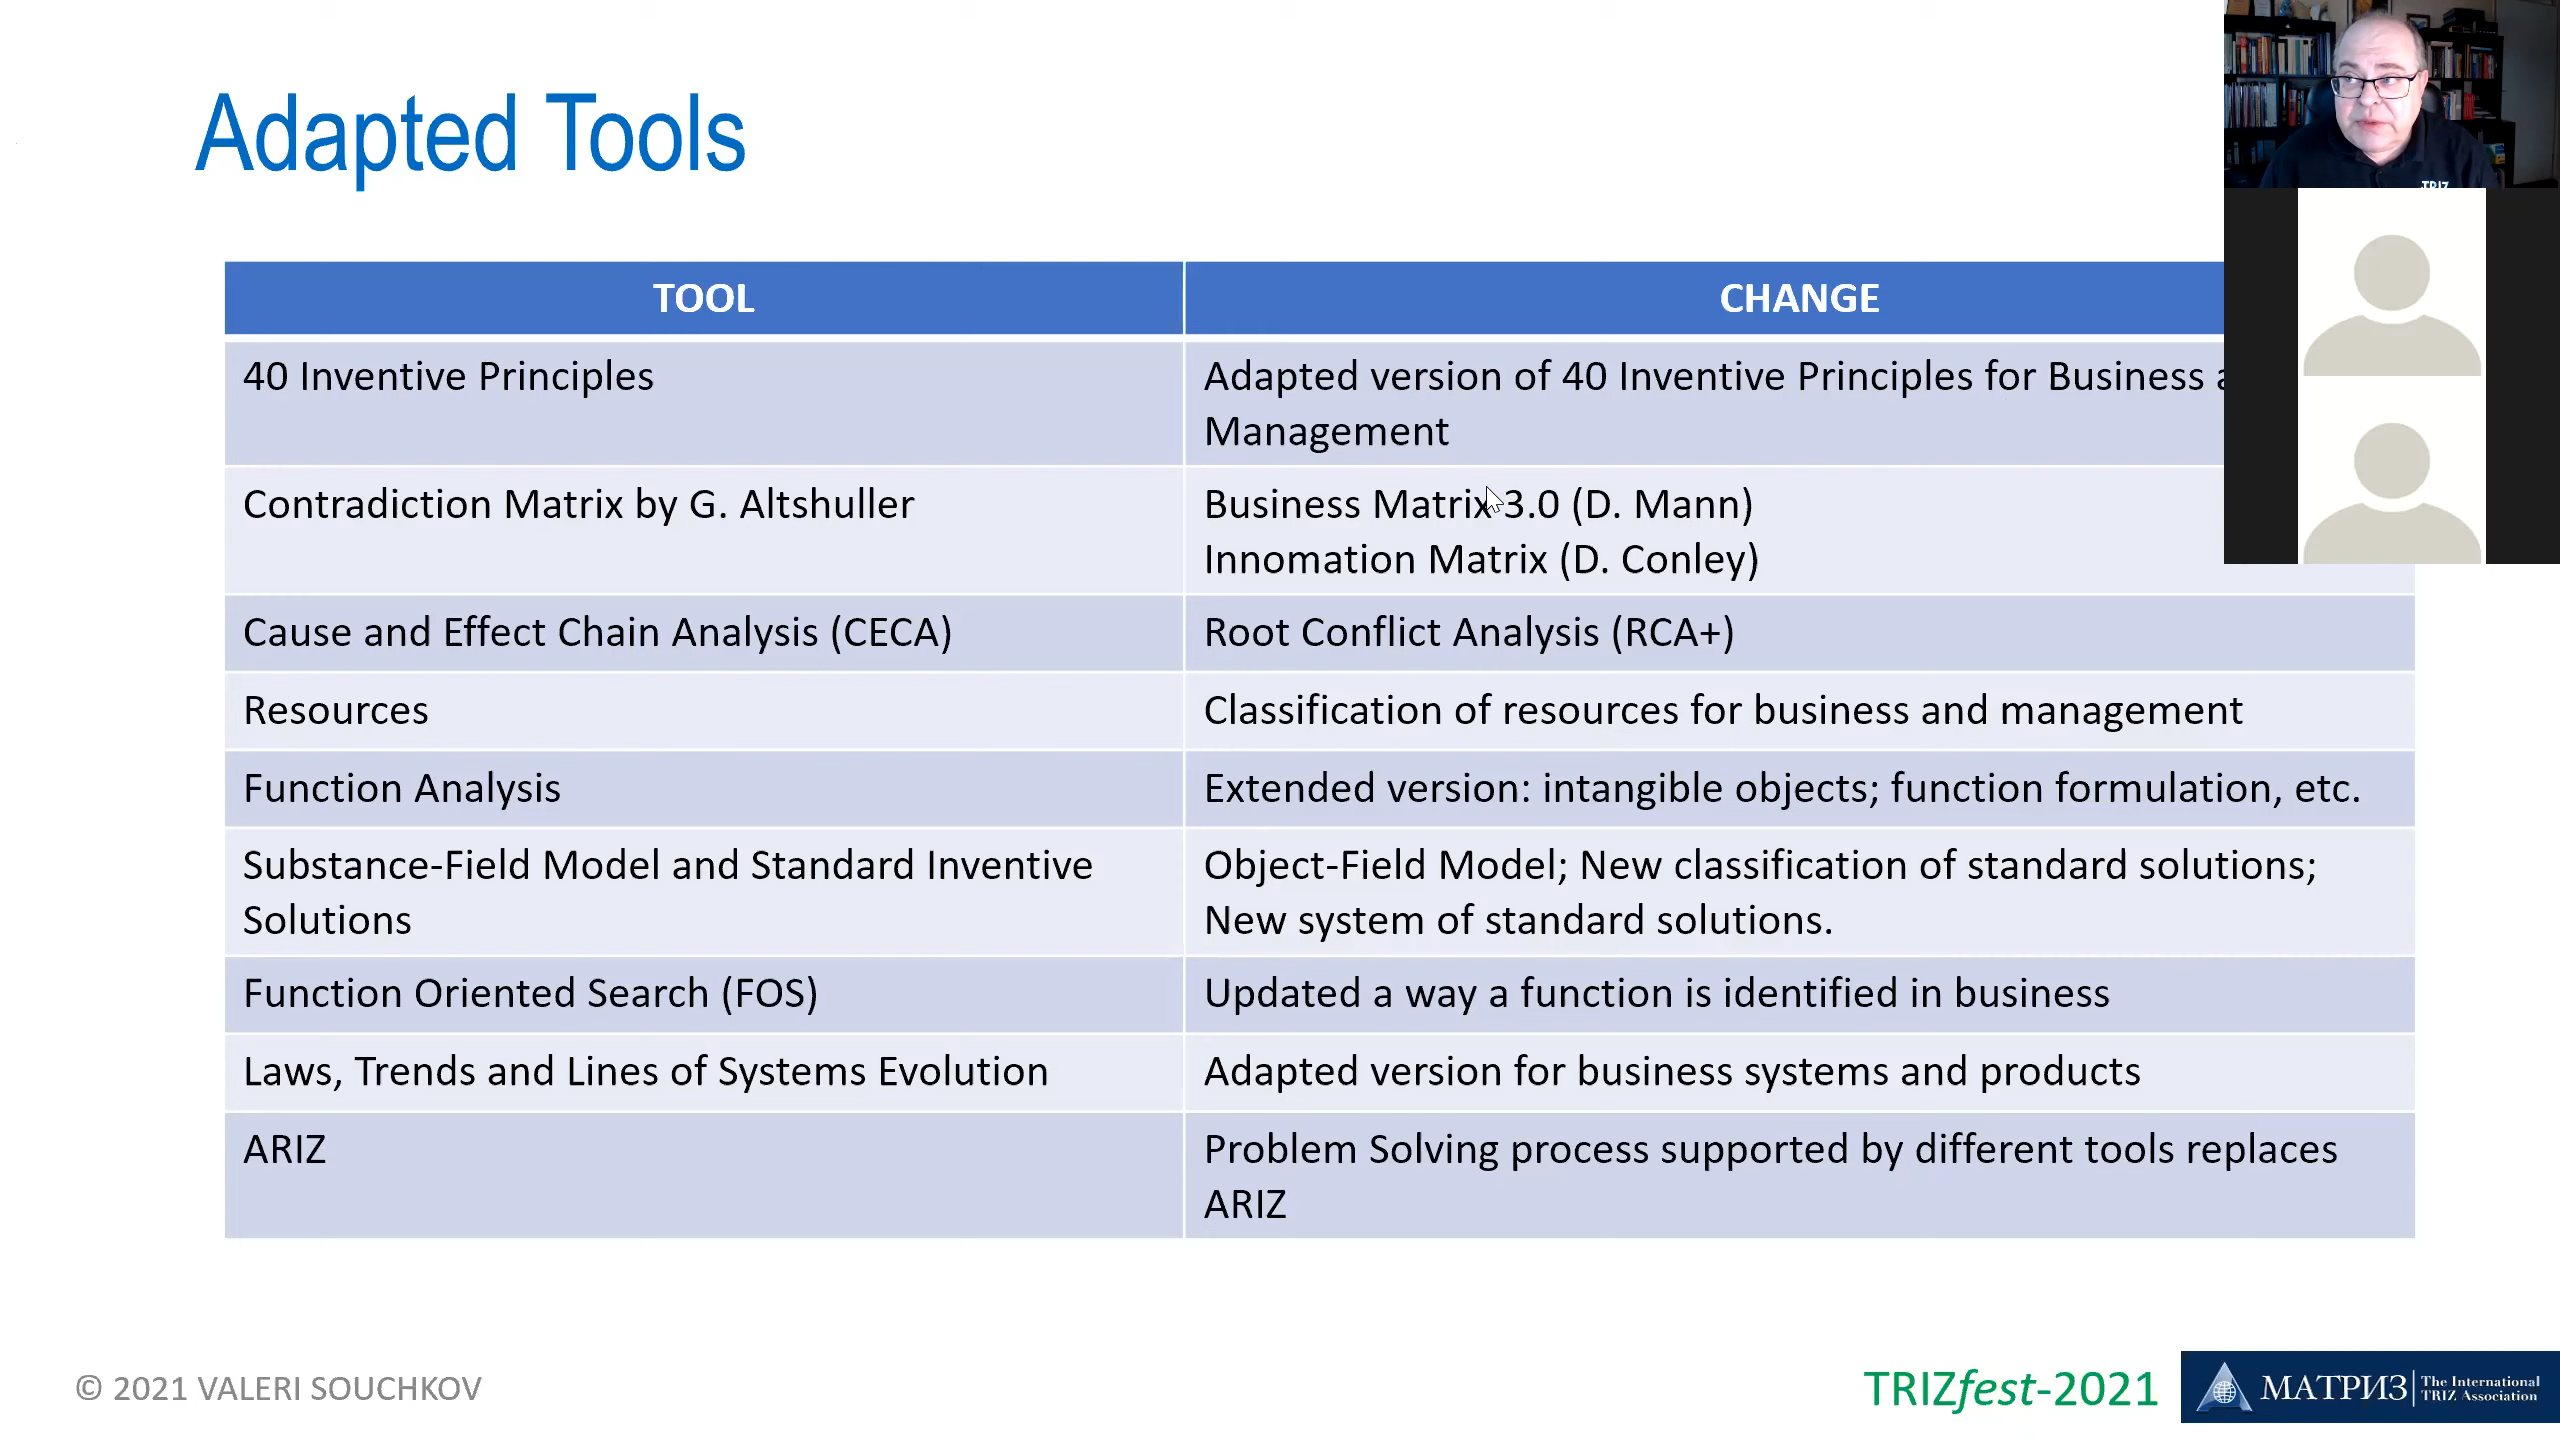 Adapted Tools
TOOL
CHANGE
40 Inventive Principles
Adapted version of 40 Inventive Principles for Business
Management
Contradiction Matrix by G. Altshuller
Business Matrix 3.0 (D. Mann)
Innomation Matrix (D. Conley)
Cause and Effect Chain Analysis (CECA)
Root Conflict Analysis (RCA+)
Resources
Classification of resources for business and management
Function Analysis
Extended version: intangible objects; function formulation, etc.
Substance-Field Model and Standard Inventive
Solutions
Object-Field Model; New classification of standard solutions;
New system of standard solutions.
Function Oriented Search (FOS)
Updated a way a function is identified in business
Laws, Trends and Lines of Systems Evolution
Adapted version for business systems and products
ARIZ
Problem Solving process supported by different tools replaces
ARIZ
© 2021 VALERI SOUCHKOV
TRIZfest-2021
МАТРИЗ
The International
TRIZ Association
TRIZ